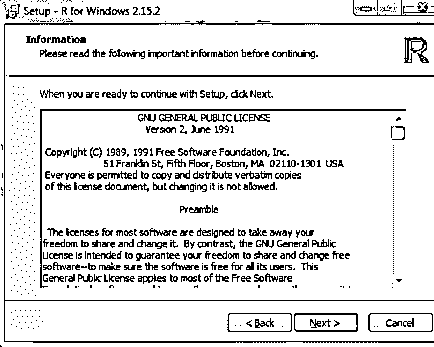 Setup - R for Windows 2.15.2
Information
Please read the following important information before continuing.
R
When you are ready to continue with Setup, click Next.
GNU GENERAL PUBLIC LICENSE
Version 2, June 1991
Copyright (C) 1989, 1991 Free Software Foundation, Inc.
51 Franklin St, Fifth Floor, Boston, MA 02110-1301 USA
Everyone is permitted to copy and distribute verbatim copies
of this license document, but changing it is not allowed.
Preamble
The licenses for most software are designed to take away your
freedom to share and change it. By contrast, the GNU General Public
License is intended to guarantee your freedom to share and change free
software--to make sure the software is free for all its users. This
General Public License applies to most of the Free Software
< Back Next > Cancel